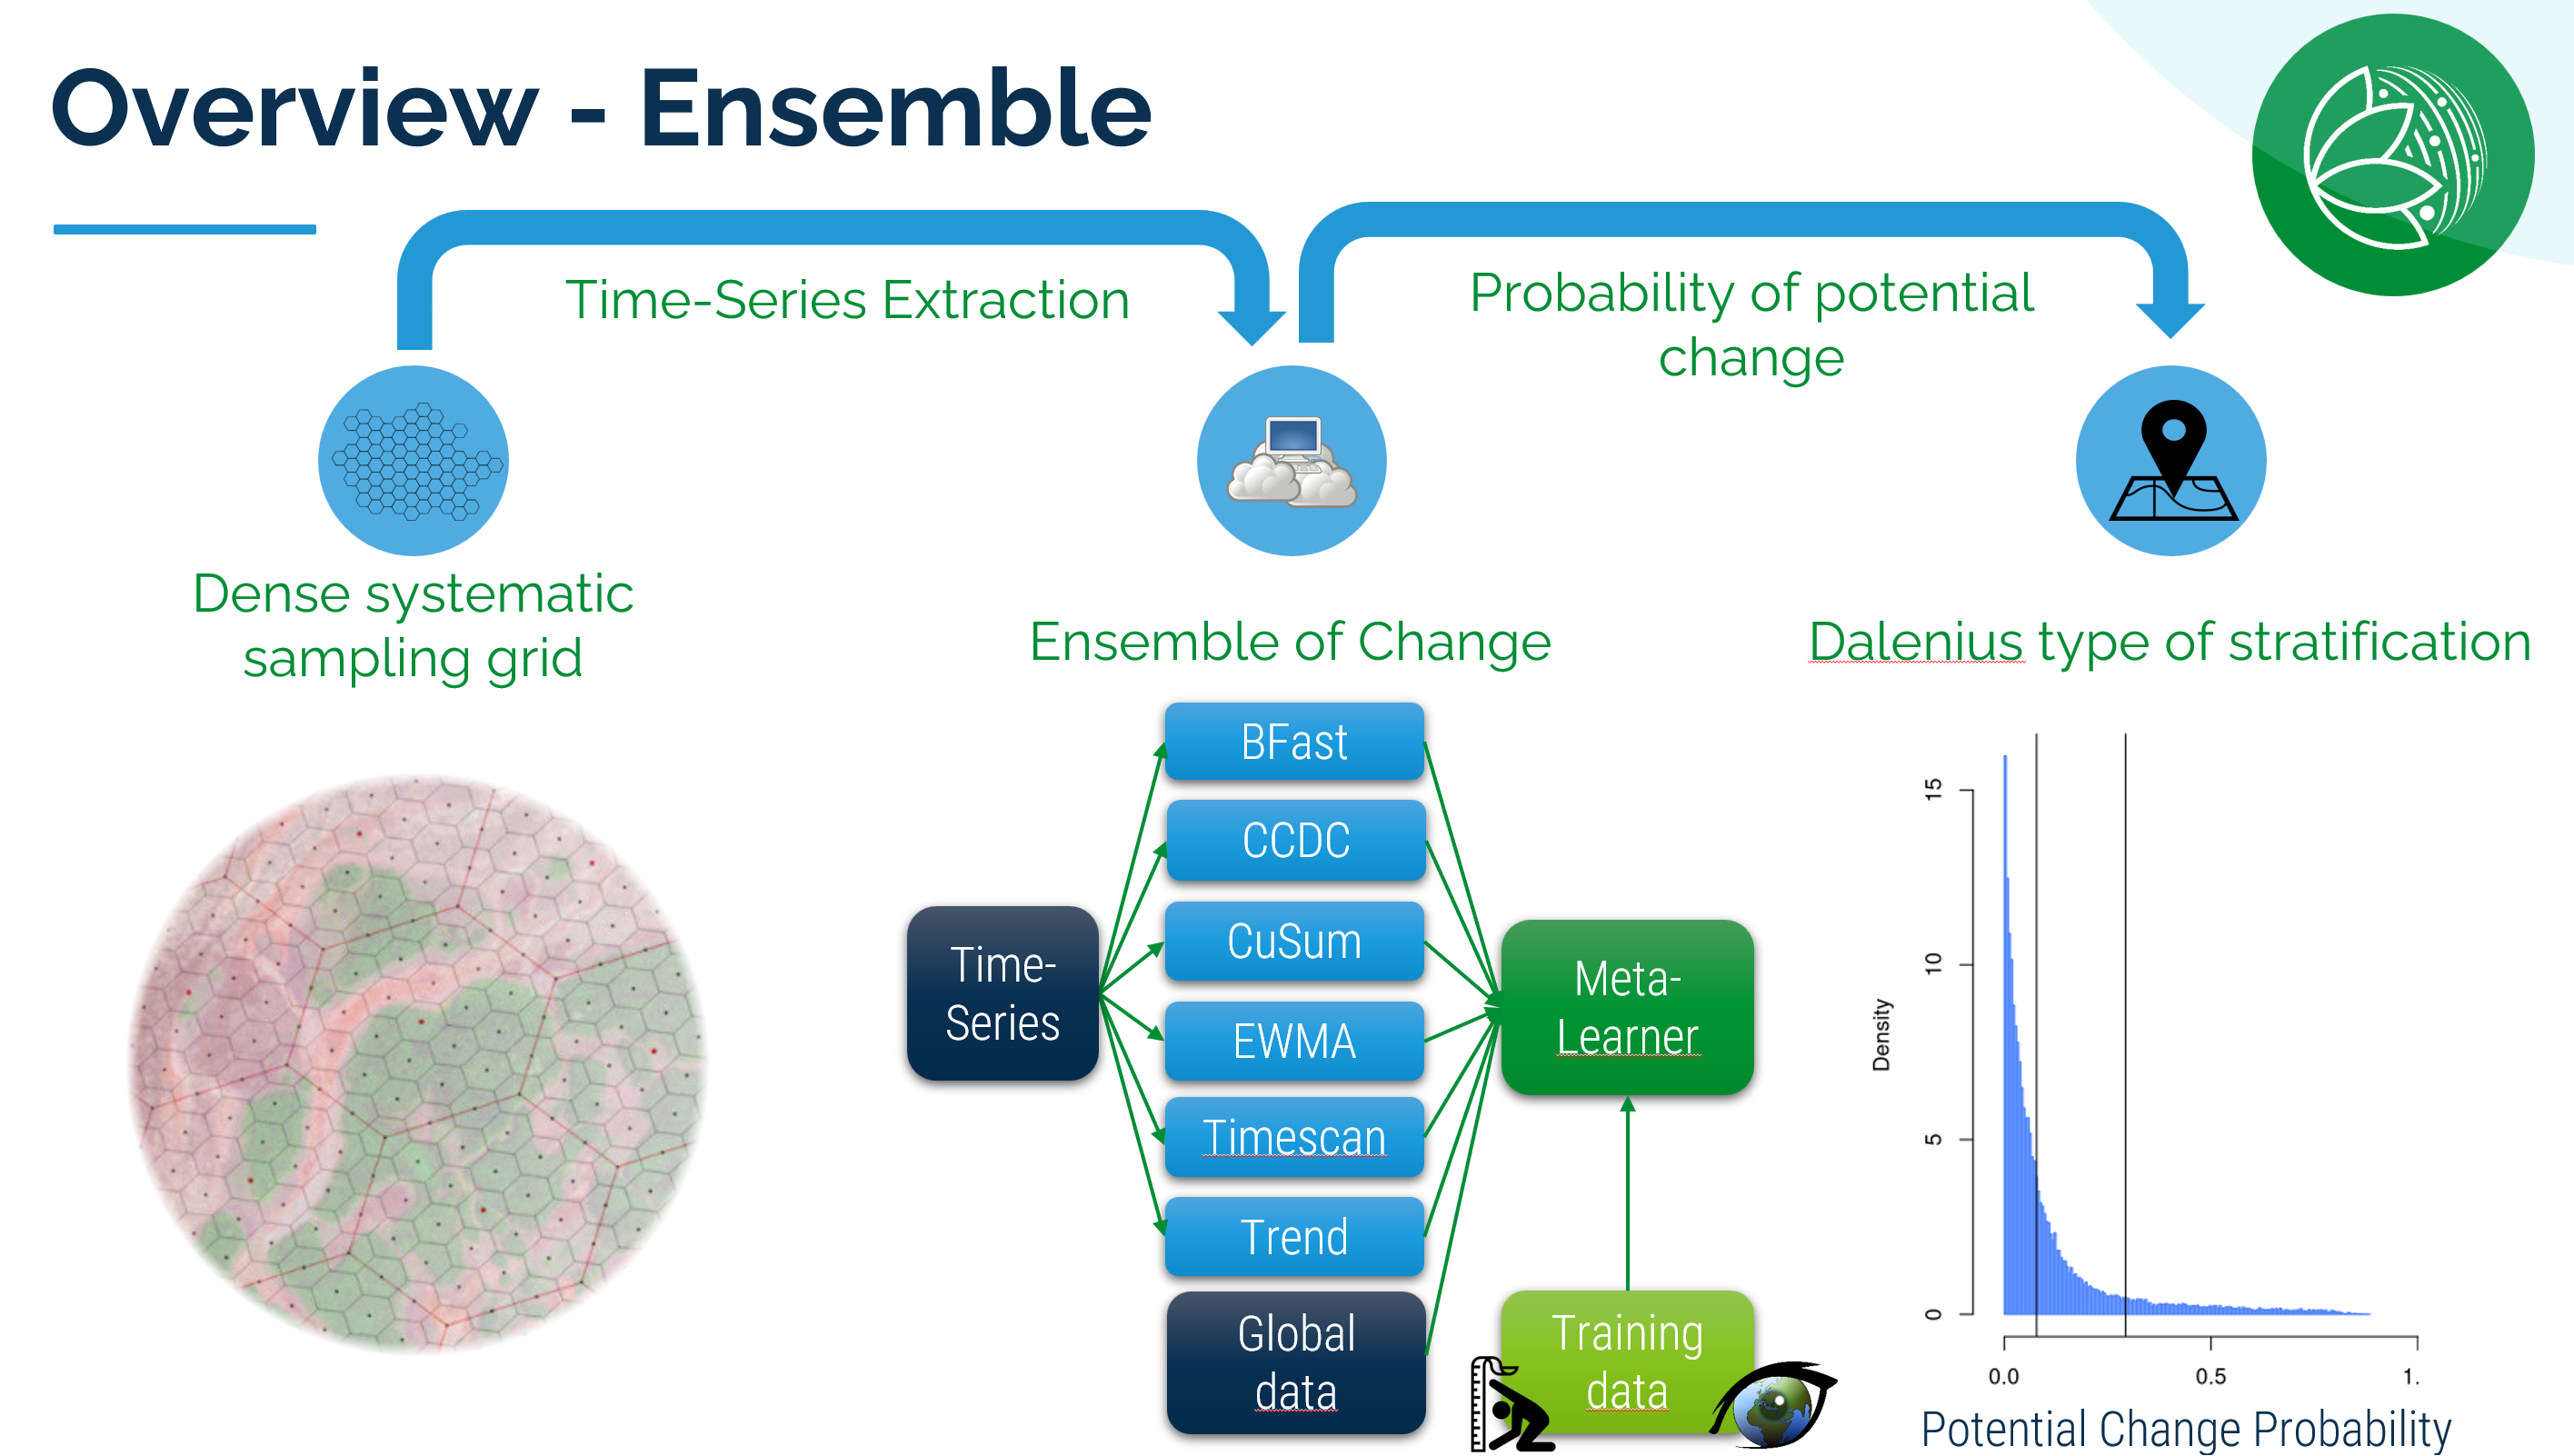 Overview - Ensemble
Time-Series Extraction
Probability of potential
change
Dense systematic
sampling grid
Ensemble of Change
Dalenius type of stratification
Time-
Series
BFast
CCDC
CuSum
EWMA
Timescan
Trend
Global
data
Meta-
Learner
Training
data
Density
15
10
5
0
0.0
0.5
1.
Potential Change Probability